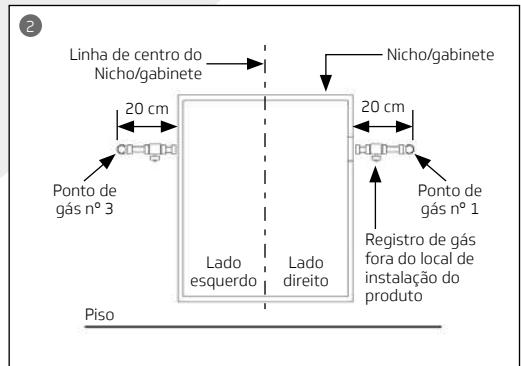 2
Linha de centro do
Nicho/gabinete
Nicho/gabinete
20 cm
20 cm
Ponto de
gás nº 3
Ponto de
gás nº 1
Registro de gás
fora do local de
instalação do
produto
Lado
esquerdo
Lado
direito
Piso